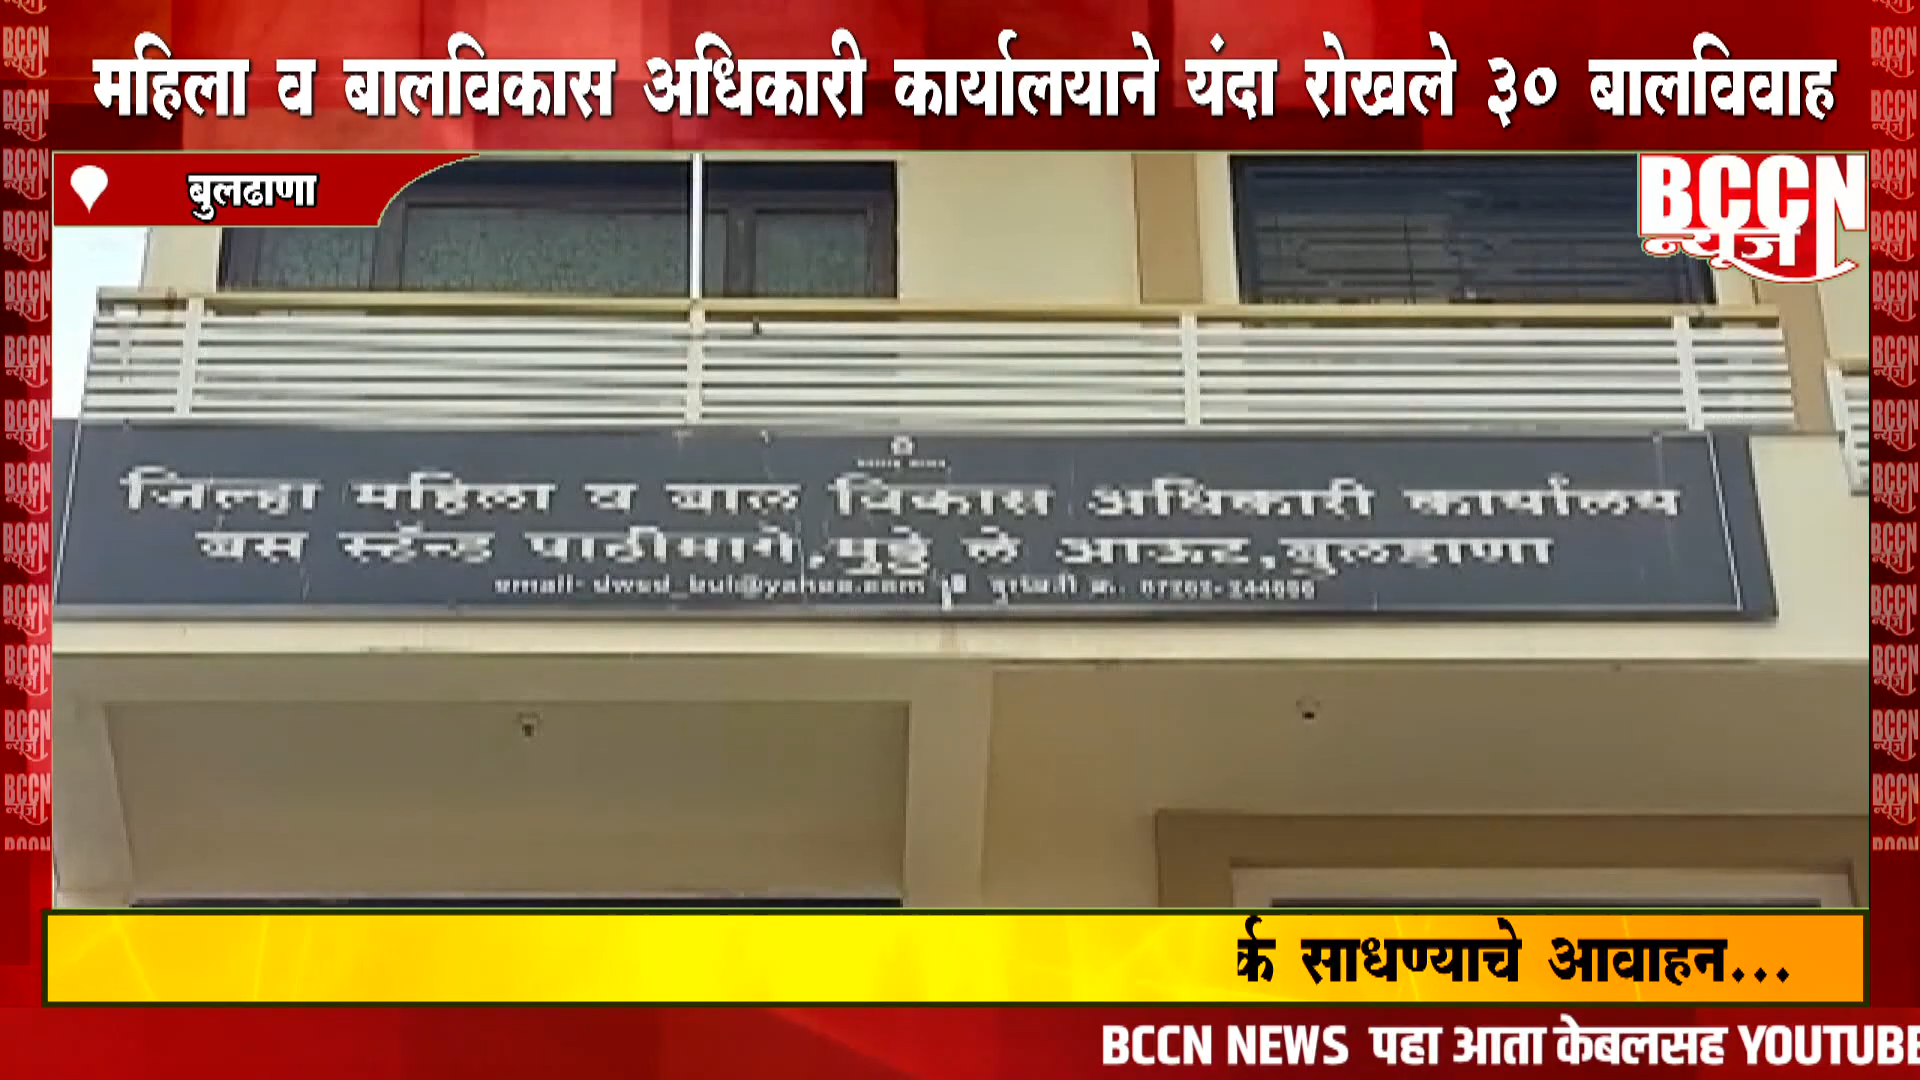 महिला व बालविकास अधिकारी कार्यालयाने यंदा रोखले ३० बालविवाह
बुलढाणा
BCCN
न्यूज
जिल्हा महिला व बाल विकास अधिकारी कार्यालय
बस स्टॅन्ड पाठीमागे, मुठ्ठे ले आऊट, बुलडाणा
साधण्याचे आवाहन...
BCCN NEWS पहा आता केबलसह YOUTUBE